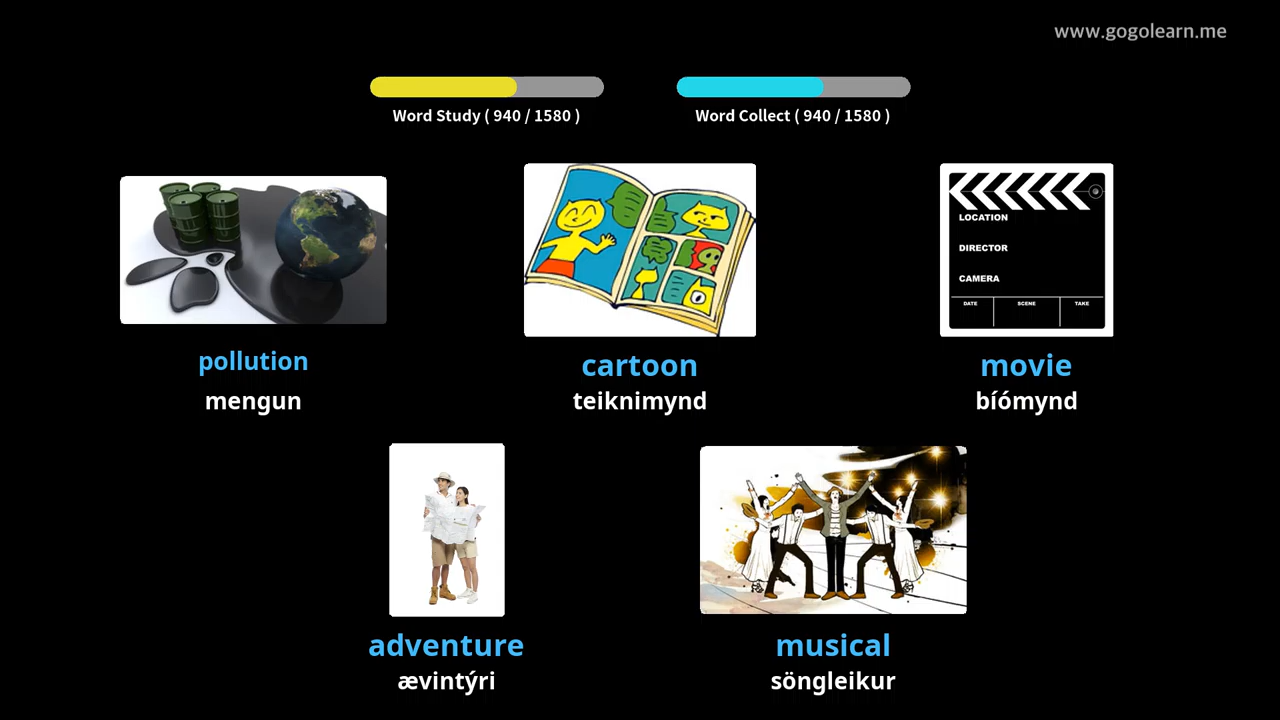 www.gogolearn.me
Word Study ( 940 / 1580 )
Word Collect ( 940 / 1580 )
LOCATION
DIRECTOR
CAMERA
DATE SCENE TAKE
pollution
mengun
cartoon
teiknimynd
movie
bíómynd
adventure
ævintýri
musical
söngleikur